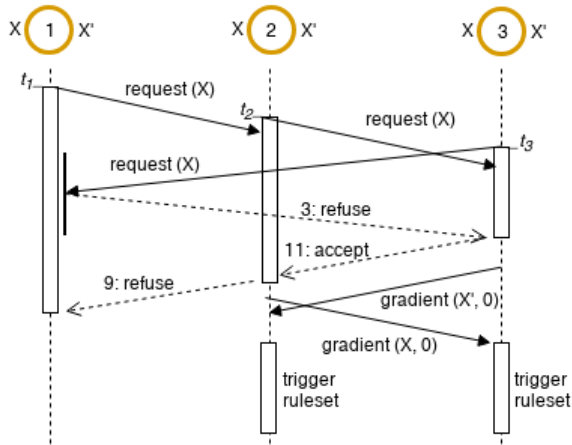 X 1 X' X 2 X' X 3 X'
t1
request (X)
t2
request (X)
t3
request (X)
3: refuse
11: accept
9: refuse
gradient (X', 0)
gradient (X, 0)
trigger
ruleset
trigger
ruleset